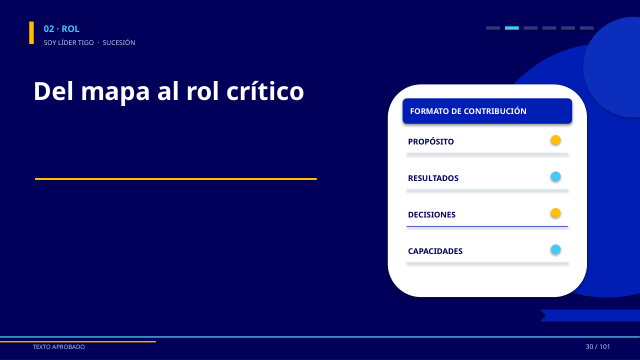 02 · ROL
SOY LÍDER TIGO · SUCESIÓN
Del mapa al rol crítico
FORMATO DE CONTRIBUCIÓN
PROPÓSITO
RESULTADOS
DECISIONES
CAPACIDADES
TEXTO APROBADO
30 / 101